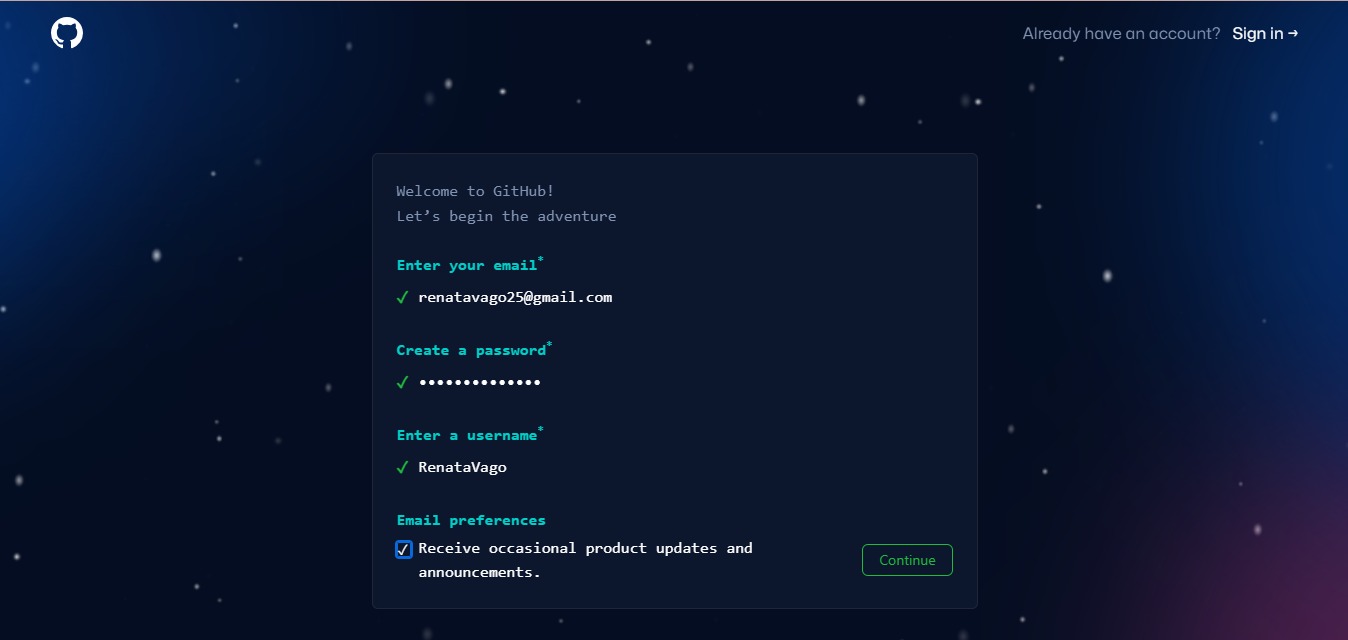 Already have an account? Sign in →
Welcome to GitHub!
Let’s begin the adventure
Enter your email*
✓ renatavago25@gmail.com
Create a password*
✓ ••••••••••••••
Enter a username*
✓ RenataVago
Email preferences
Receive occasional product updates and
announcements.
Continue